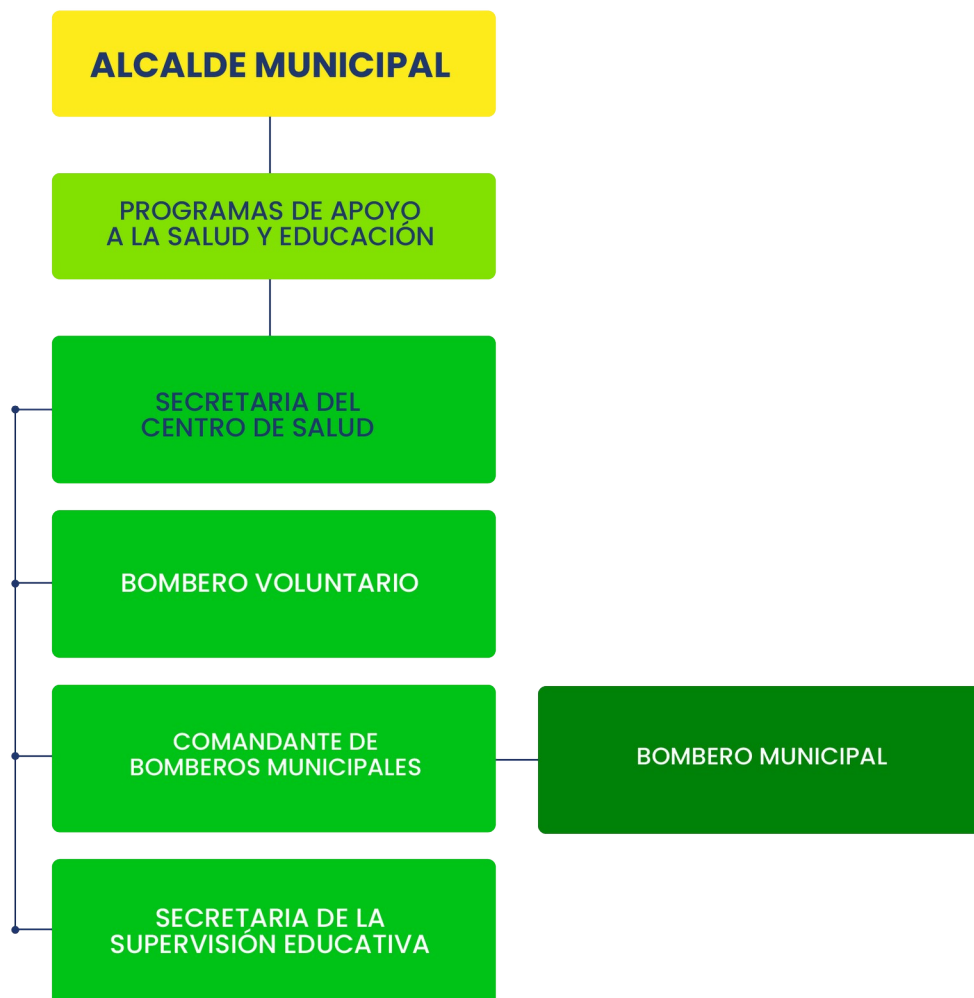 ALCALDE MUNICIPAL
PROGRAMAS DE APOYO
A LA SALUD Y EDUCACIÓN
SECRETARIA DEL
CENTRO DE SALUD
BOMBERO VOLUNTARIO
COMANDANTE DE
BOMBEROS MUNICIPALES
BOMBERO MUNICIPAL
SECRETARIA DE LA
SUPERVISIÓN EDUCATIVA